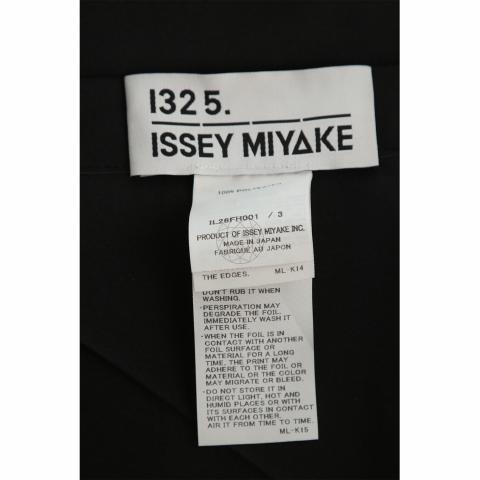 132 5.
ISSEY MIYAKE
100%
IL28FH001 / 3
PRODUCT OF ISSEY MIYAKE INC.
MADE IN JAPAN
FABRIQUE AU JAPON
THE EDGES. ML-K14
DON'T RUB IT WHEN
WASHING.
·PERSPIRATION MAY
DEGRADE THE FOIL.
IMMEDIATELY WASH IT
AFTER USE.
·WHEN THE FOIL IS IN
CONTACT WITH ANOTHER
FOIL SURFACE OR
MATERIAL FOR A LONG
TIME, THE PRINT MAY
ADHERE TO THE FOIL OR
MATERIAL OR THE COLOR
MAY MIGRATE OR BLEED.
·DO NOT STORE IT IN
DIRECT LIGHT, HOT AND
HUMID PLACES OR WITH
ITS SURFACES IN CONTACT
WITH EACH OTHER.
AIR IT FROM TIME TO TIME.
ML-K15